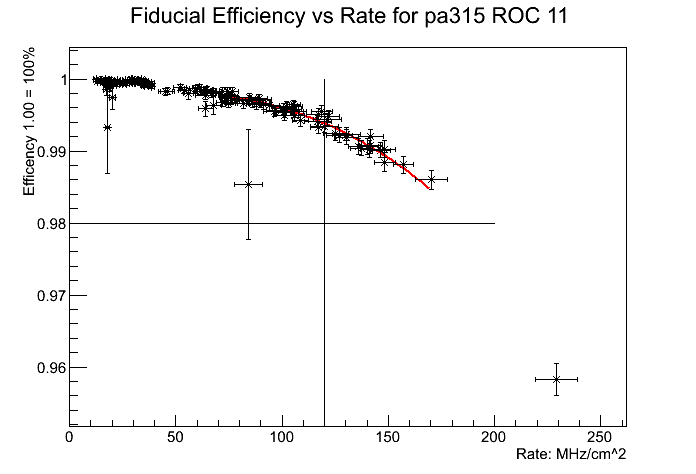 Fiducial Efficiency vs Rate for pa315 ROC 11
Efficency 1.00 = 100%
1
0.99
0.98
0.97
0.96
0 50 100 150 200 250
Rate: MHz/cm^2